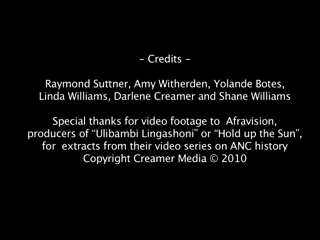 - Credits -
Raymond Suttner, Amy Witherden, Yolande Botes,
Linda Williams, Darlene Creamer and Shane Williams
Special thanks for video footage to Afravision,
producers of “Ulibambi Lingashoni” or “Hold up the Sun”,
for extracts from their video series on ANC history
Copyright Creamer Media © 2010